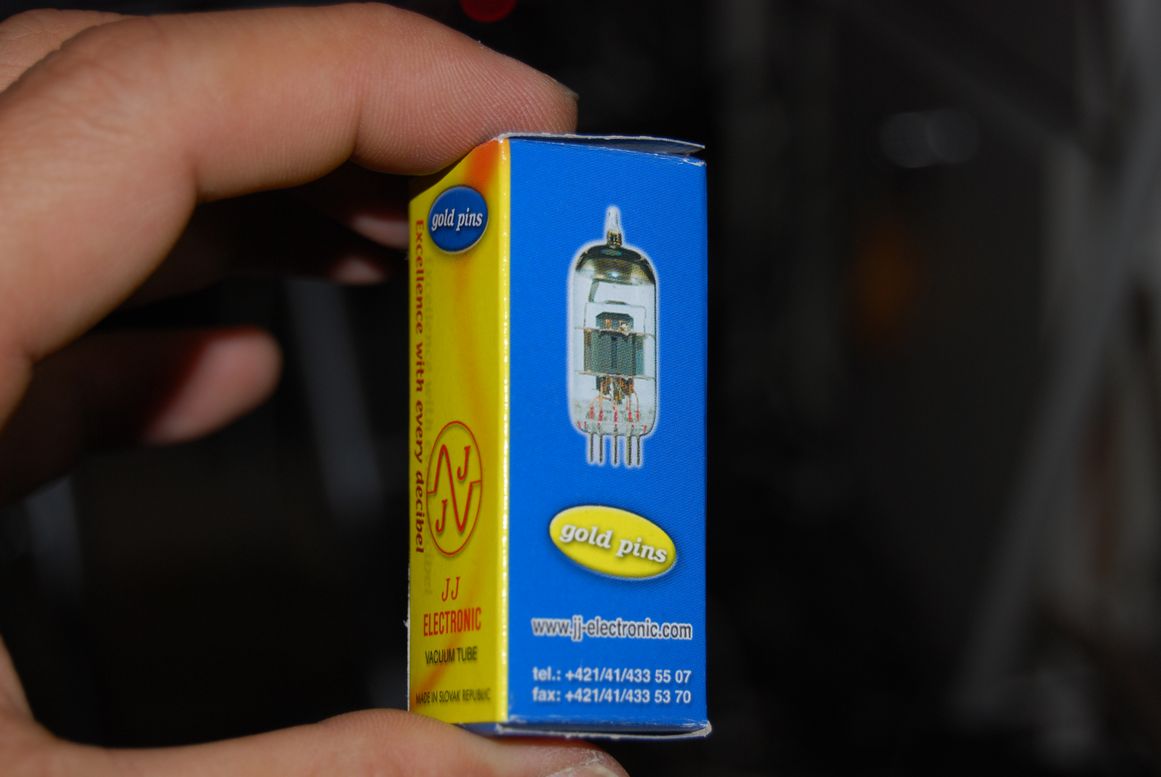 gold pins
Excellence with every decibel
JJ
JJ
ELECTRONIC
VACUUM TUBE
MADE IN SLOVAK REPUBLIC
gold pins
www.jj-electronic.com
tel.: +421/41/433 55 07
fax: +421/41/433 53 70